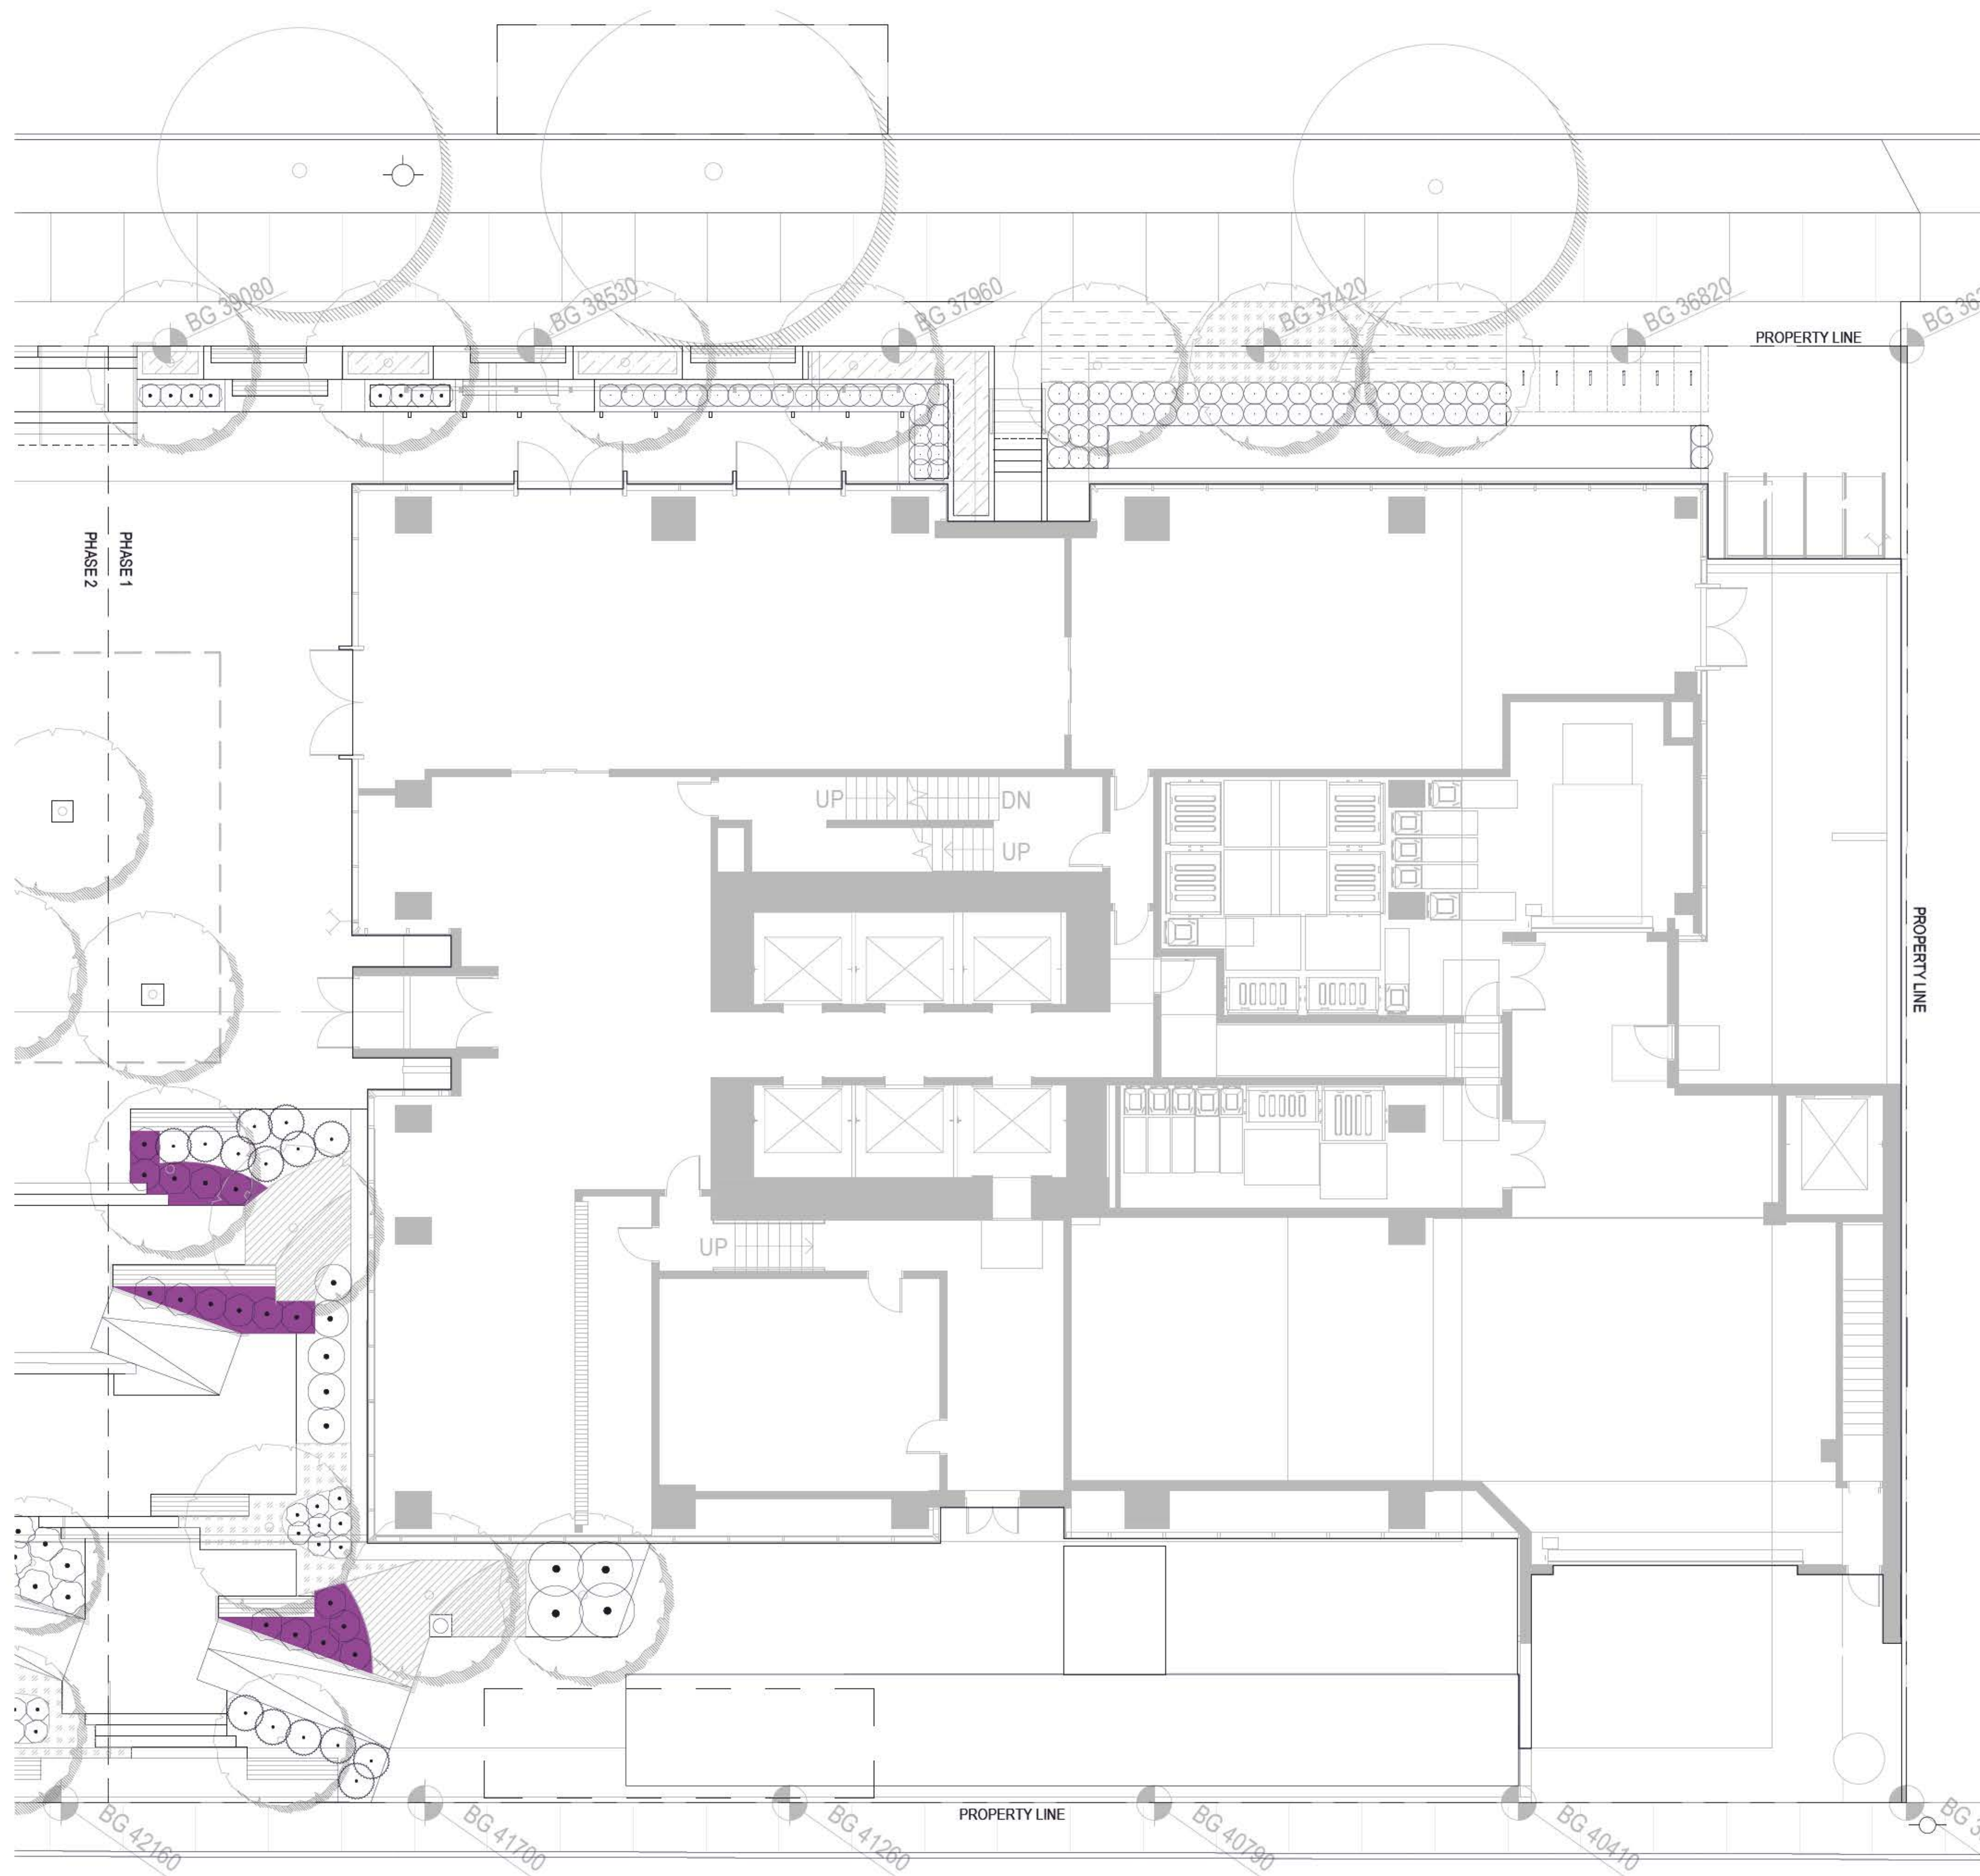 BG 39080
BG 38530
BG 37960
BG 37420
BG 36820
PROPERTY LINE
PHASE 1
PHASE 2
UP
DN
UP
PROPERTY LINE
UP
PROPERTY LINE
BG 42160
BG 41700
BG 41260
BG 40790
BG 40410